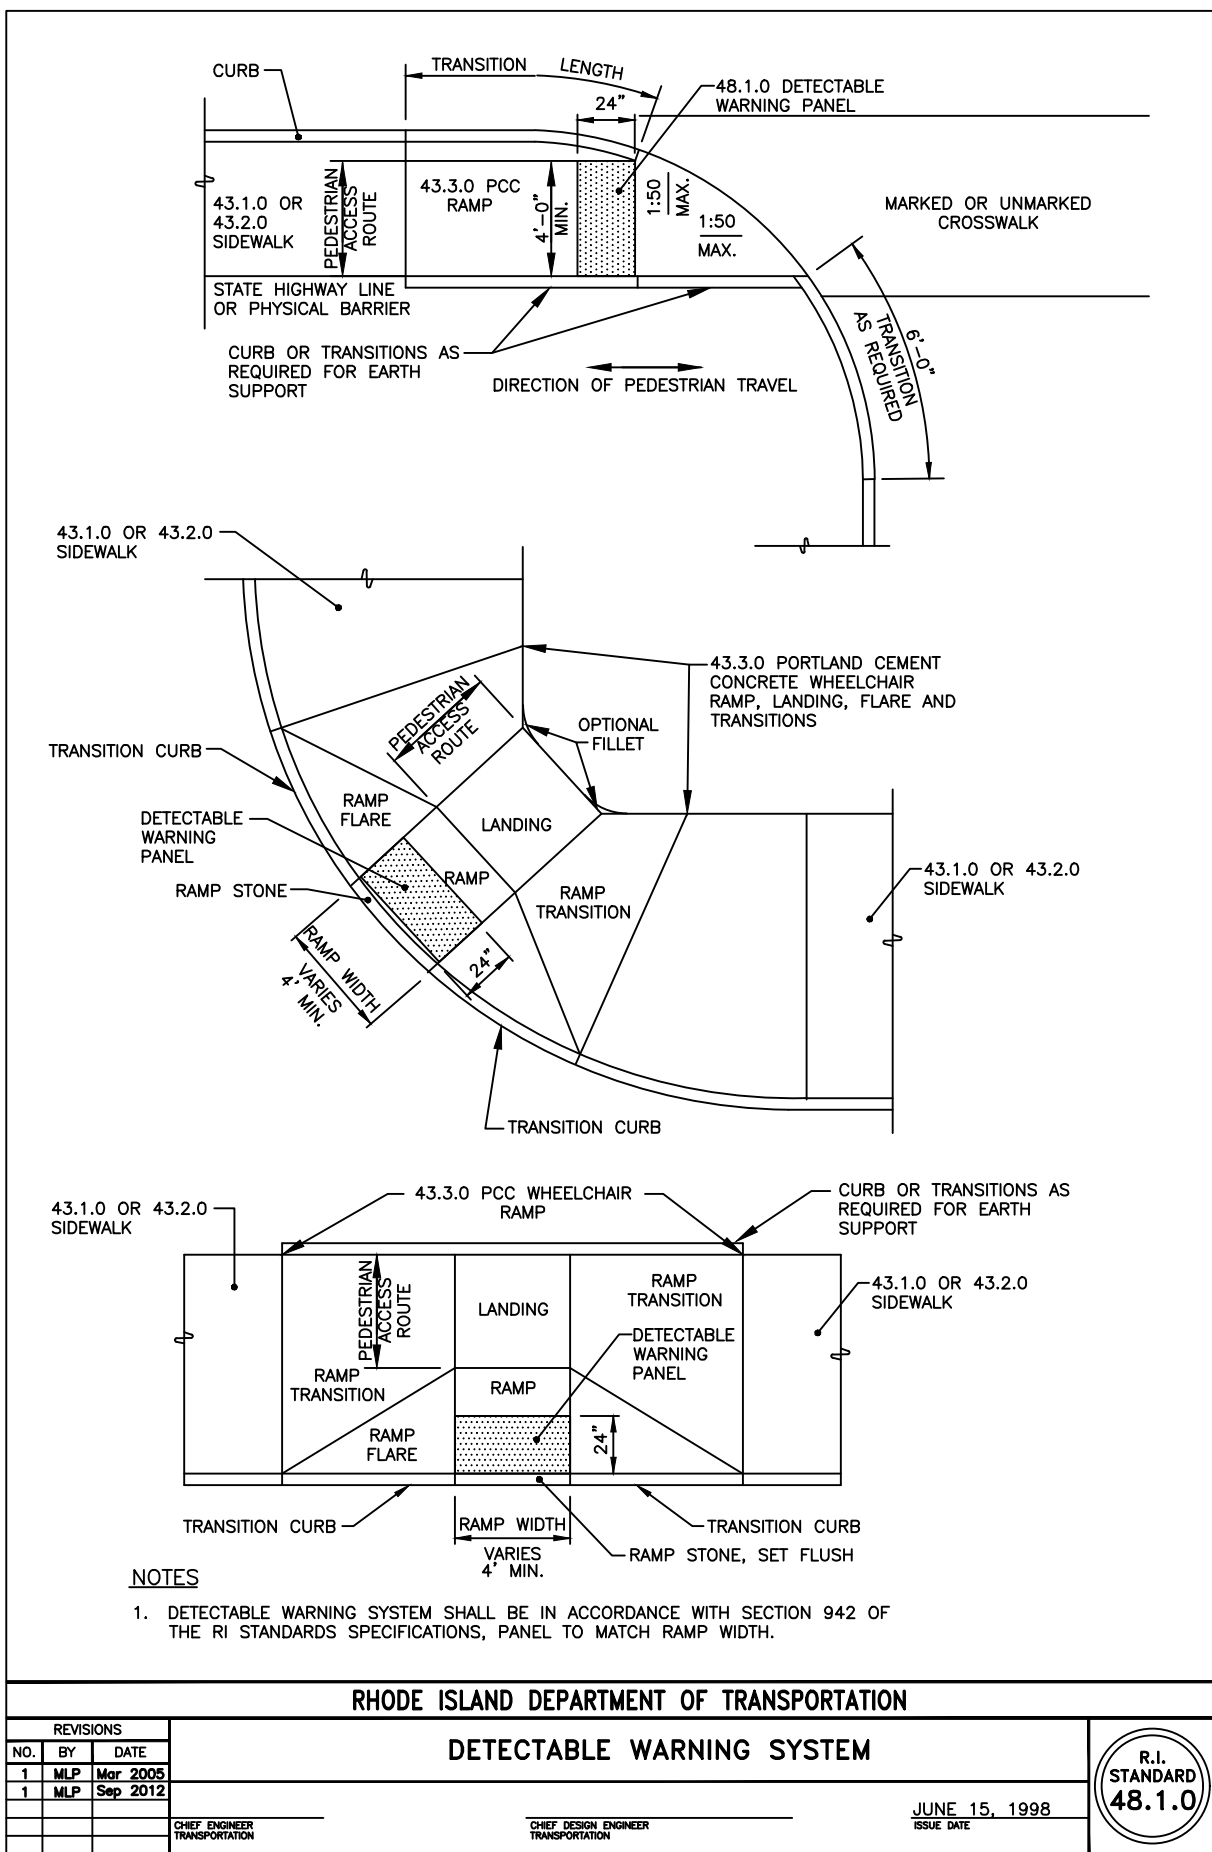 CURB
TRANSITION LENGTH
24"
48.1.0 DETECTABLE
WARNING PANEL
43.1.0 OR
43.2.0
SIDEWALK
PEDESTRIAN
ACCESS
ROUTE
43.3.0 PCC
RAMP
4'-0"
MIN.
1:50
MAX.
1:50
MAX.
MARKED OR UNMARKED
CROSSWALK
STATE HIGHWAY LINE
OR PHYSICAL BARRIER
6'-0"
TRANSITION
AS REQUIRED
CURB OR TRANSITIONS AS
REQUIRED FOR EARTH
SUPPORT
DIRECTION OF PEDESTRIAN TRAVEL
43.1.0 OR 43.2.0
SIDEWALK
43.3.0 PORTLAND CEMENT
CONCRETE WHEELCHAIR
RAMP, LANDING, FLARE AND
TRANSITIONS
PEDESTRIAN
ACCESS
ROUTE
OPTIONAL
FILLET
TRANSITION CURB
RAMP
FLARE
LANDING
DETECTABLE
WARNING
PANEL
RAMP
RAMP STONE
RAMP
TRANSITION
43.1.0 OR 43.2.0
SIDEWALK
RAMP WIDTH
VARIES
4' MIN.
24"
TRANSITION CURB
43.1.0 OR 43.2.0
SIDEWALK
43.3.0 PCC WHEELCHAIR
RAMP
CURB OR TRANSITIONS AS
REQUIRED FOR EARTH
SUPPORT
PEDESTRIAN
ACCESS
ROUTE
LANDING
RAMP
TRANSITION
43.1.0 OR 43.2.0
SIDEWALK
DETECTABLE
WARNING
PANEL
RAMP
TRANSITION
RAMP
RAMP
FLARE
24"
TRANSITION CURB
RAMP WIDTH
VARIES
4' MIN.
TRANSITION CURB
RAMP STONE, SET FLUSH
NOTES
1. DETECTABLE WARNING SYSTEM SHALL BE IN ACCORDANCE WITH SECTION 942 OF
THE RI STANDARDS SPECIFICATIONS, PANEL TO MATCH RAMP WIDTH.
RHODE ISLAND DEPARTMENT OF TRANSPORTATION
REVISIONS
NO. BY DATE
1 MLP Mar 2005
1 MLP Sep 2012
DETECTABLE WARNING SYSTEM
CHIEF ENGINEER
TRANSPORTATION
CHIEF DESIGN ENGINEER
TRANSPORTATION
JUNE 15, 1998
ISSUE DATE
R.I.
STANDARD
48.1.0